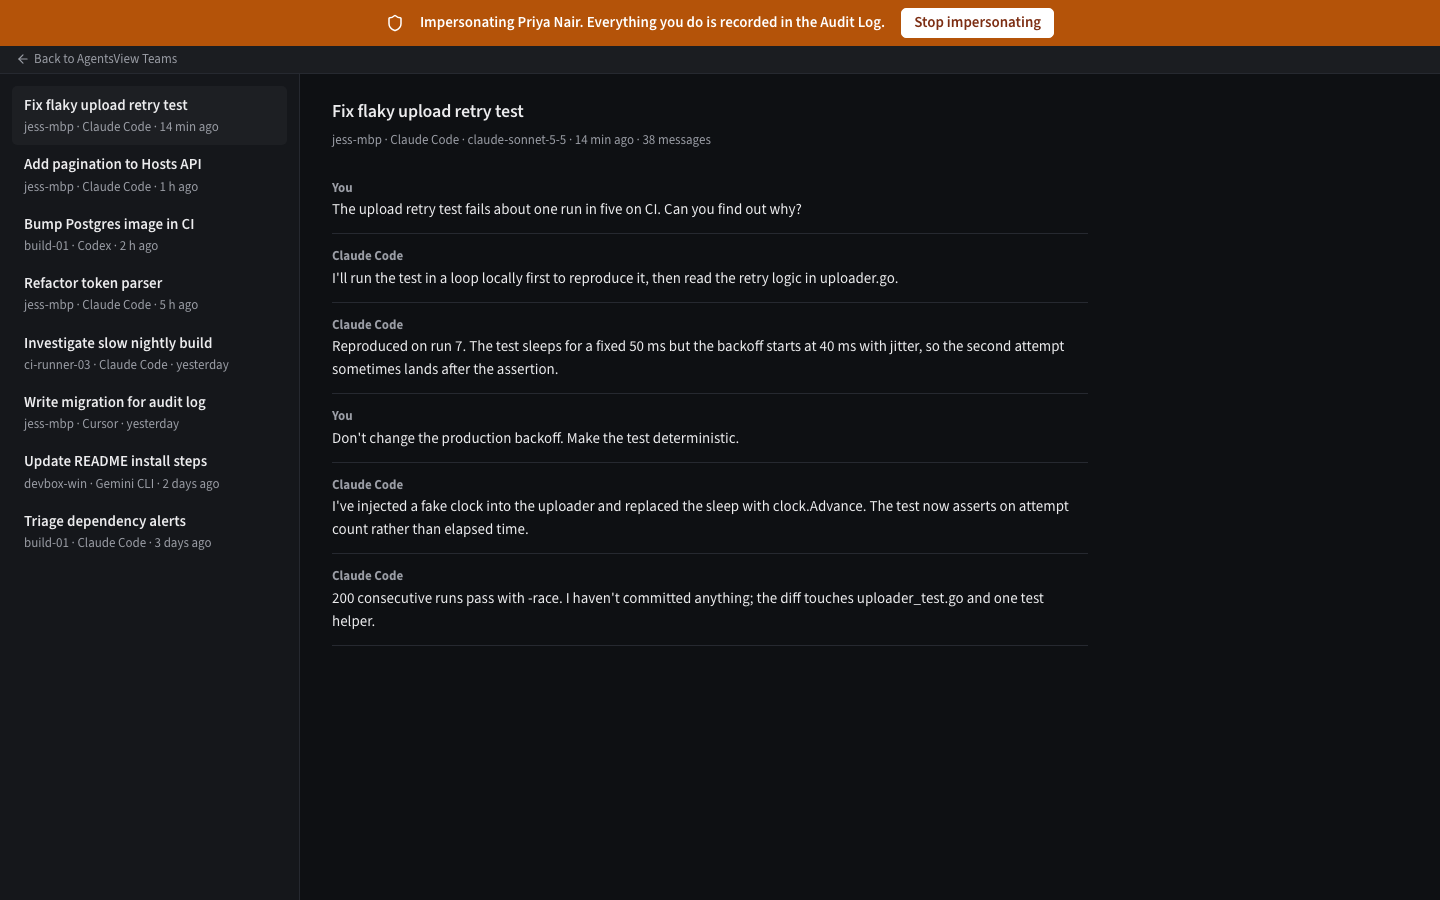 Impersonating Priya Nair. Everything you do is recorded in the Audit Log.
Stop impersonating
Back to AgentsView Teams
Fix flaky upload retry test
jess-mbp · Claude Code · 14 min ago
Add pagination to Hosts API
jess-mbp · Claude Code · 1 h ago
Bump Postgres image in CI
build-01 · Codex · 2 h ago
Refactor token parser
jess-mbp · Claude Code · 5 h ago
Investigate slow nightly build
ci-runner-03 · Claude Code · yesterday
Write migration for audit log
jess-mbp · Cursor · yesterday
Update README install steps
devbox-win · Gemini CLI · 2 days ago
Triage dependency alerts
build-01 · Claude Code · 3 days ago
Fix flaky upload retry test
jess-mbp · Claude Code · claude-sonnet-5-5 · 14 min ago · 38 messages
You
The upload retry test fails about one run in five on CI. Can you find out why?
Claude Code
I'll run the test in a loop locally first to reproduce it, then read the retry logic in uploader.go.
Claude Code
Reproduced on run 7. The test sleeps for a fixed 50 ms but the backoff starts at 40 ms with jitter, so the second attempt
sometimes lands after the assertion.
You
Don't change the production backoff. Make the test deterministic.
Claude Code
I've injected a fake clock into the uploader and replaced the sleep with clock.Advance. The test now asserts on attempt
count rather than elapsed time.
Claude Code
200 consecutive runs pass with -race. I haven't committed anything; the diff touches uploader_test.go and one test
helper.